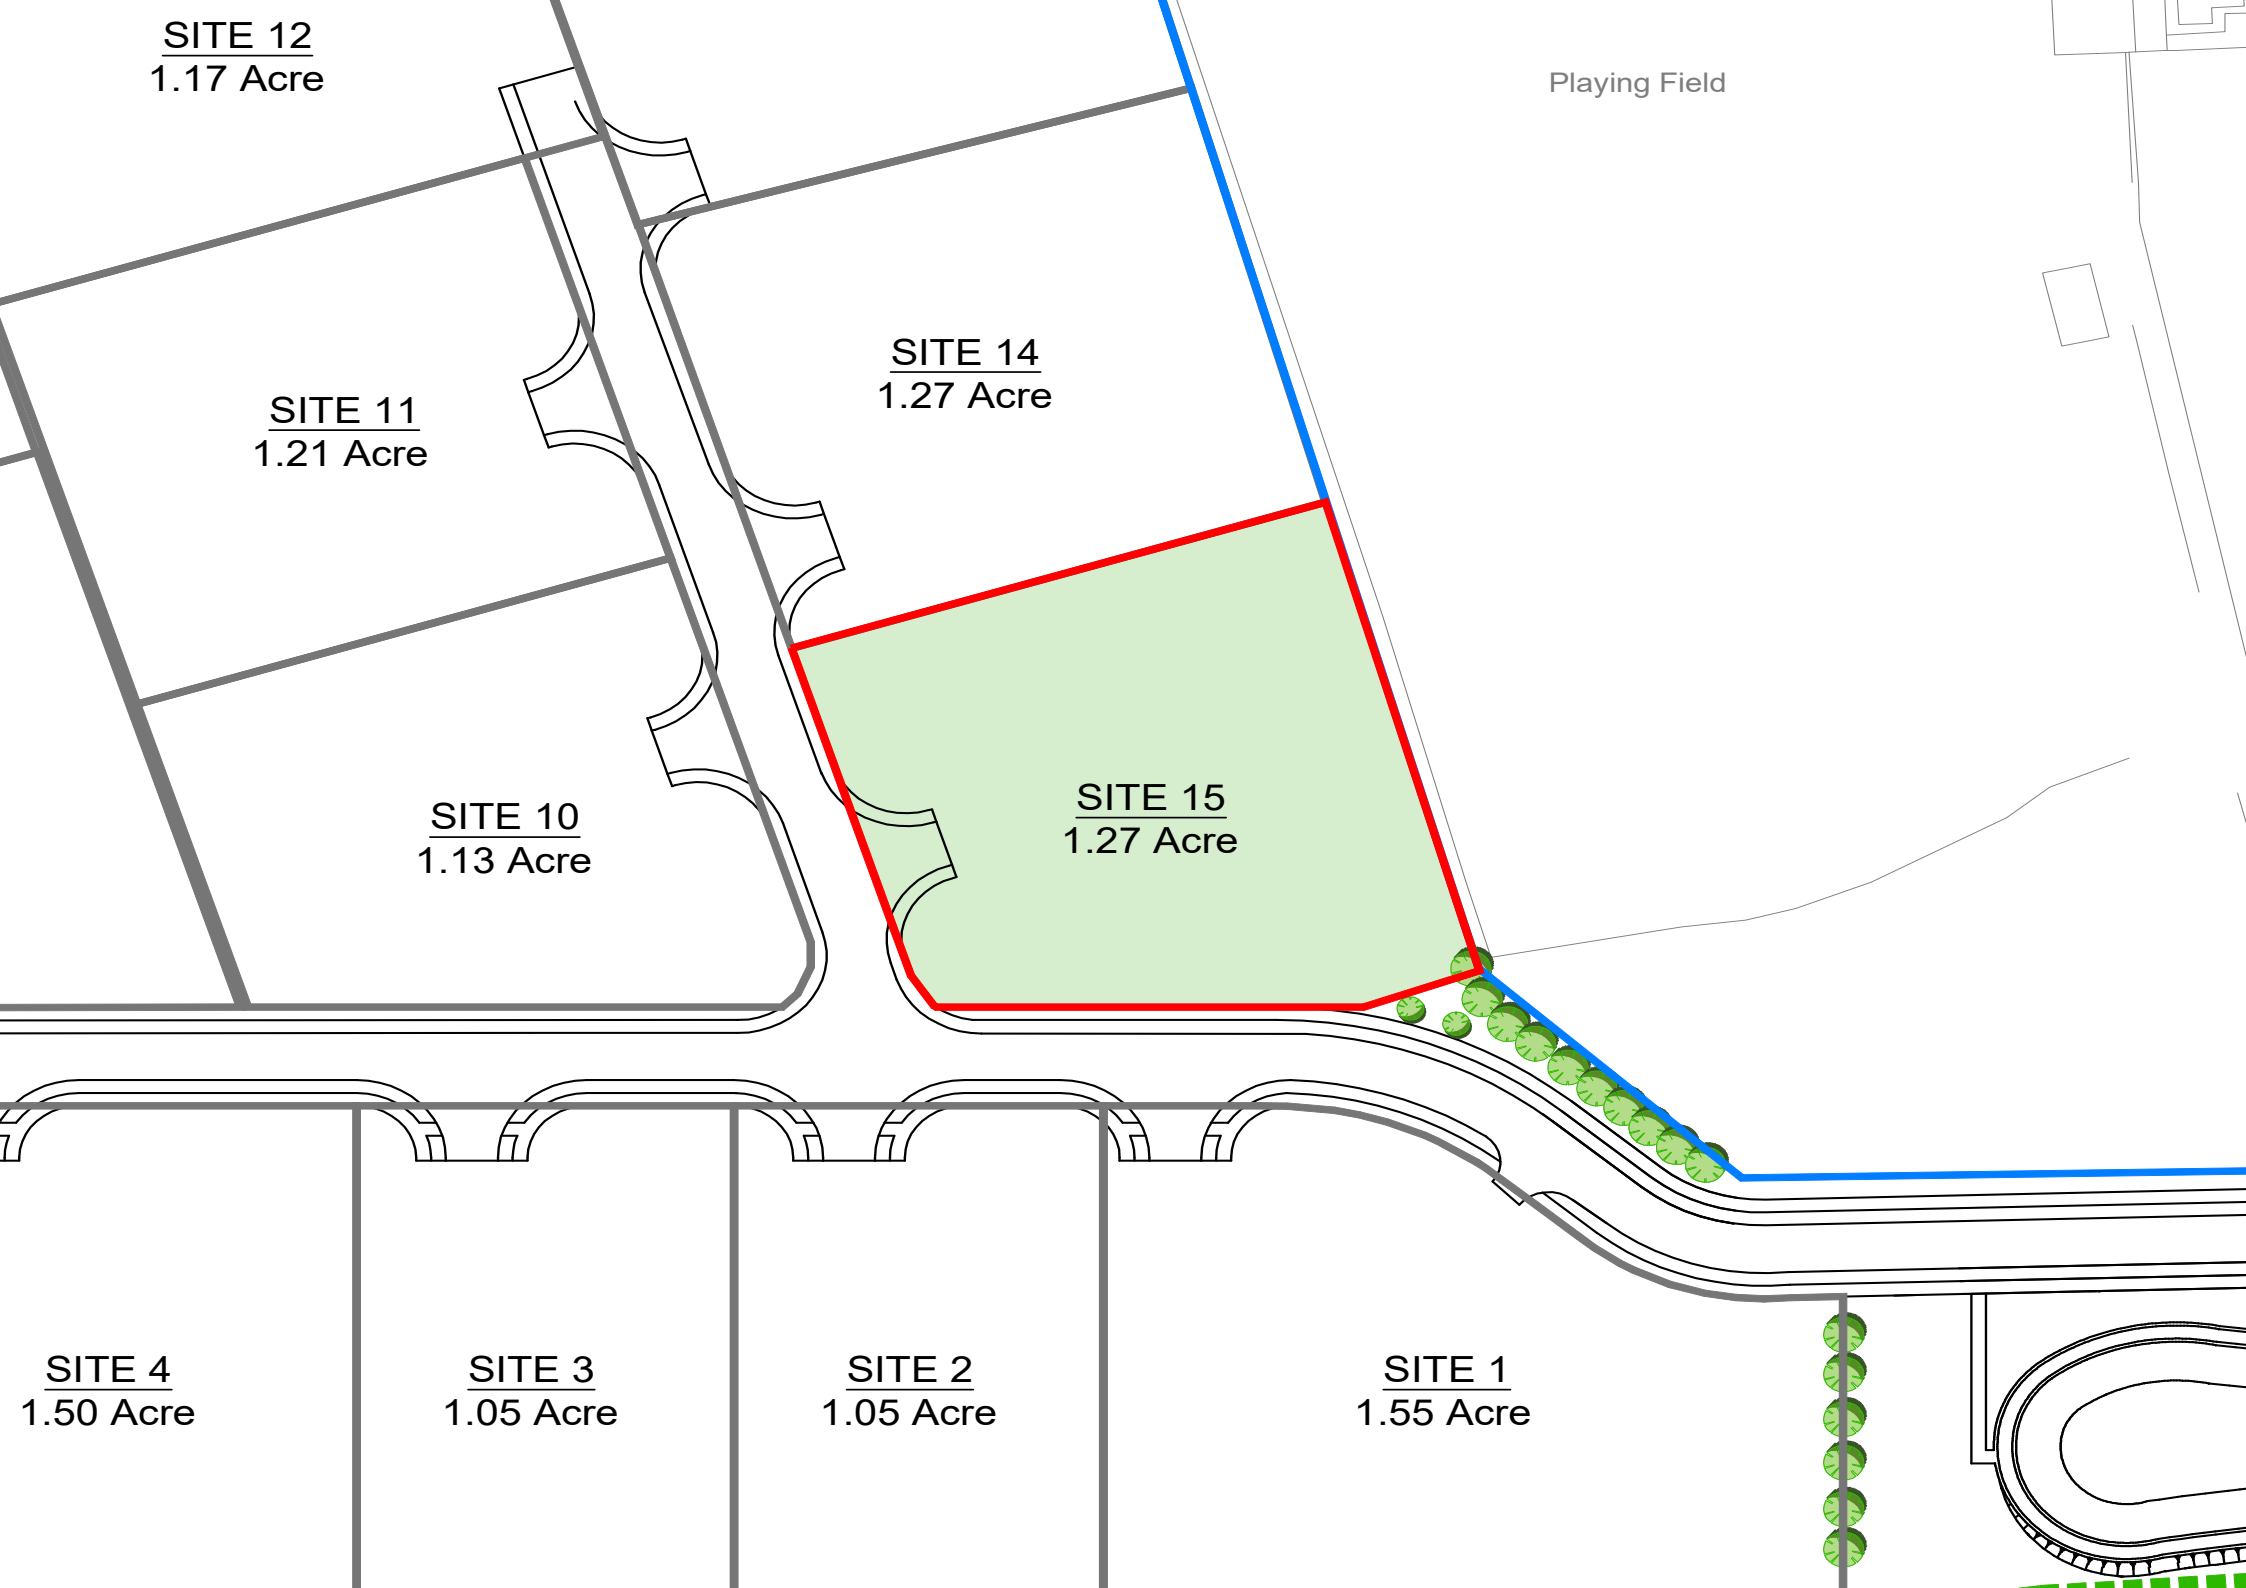 SITE 12
1.17 Acre
Playing Field
SITE 14
1.27 Acre
SITE 11
1.21 Acre
SITE 15
1.27 Acre
SITE 10
1.13 Acre
SITE 4
1.50 Acre
SITE 3
1.05 Acre
SITE 2
1.05 Acre
SITE 1
1.55 Acre